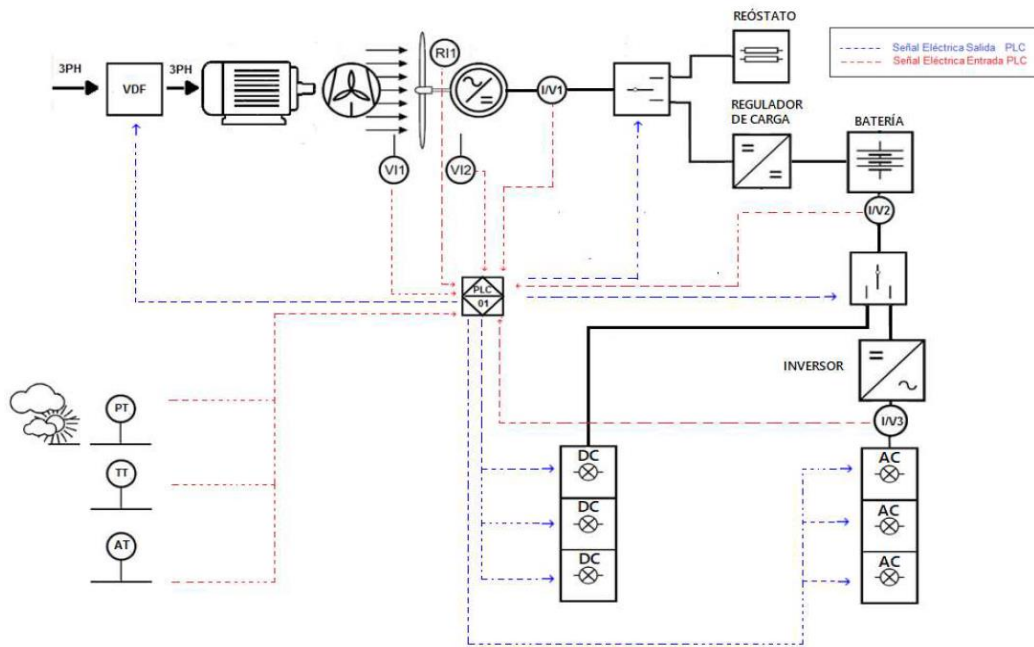 REÓSTATO
Señal Eléctrica Salida PLC
Señal Eléctrica Entrada PLC
3PH
VDF
3PH
RI1
I/V1
REGULADOR
DE CARGA
BATERÍA
VI1
VI2
I/V2
PLC
01
INVERSOR
I/V3
PT
TT
AT
DC
DC
DC
AC
AC
AC